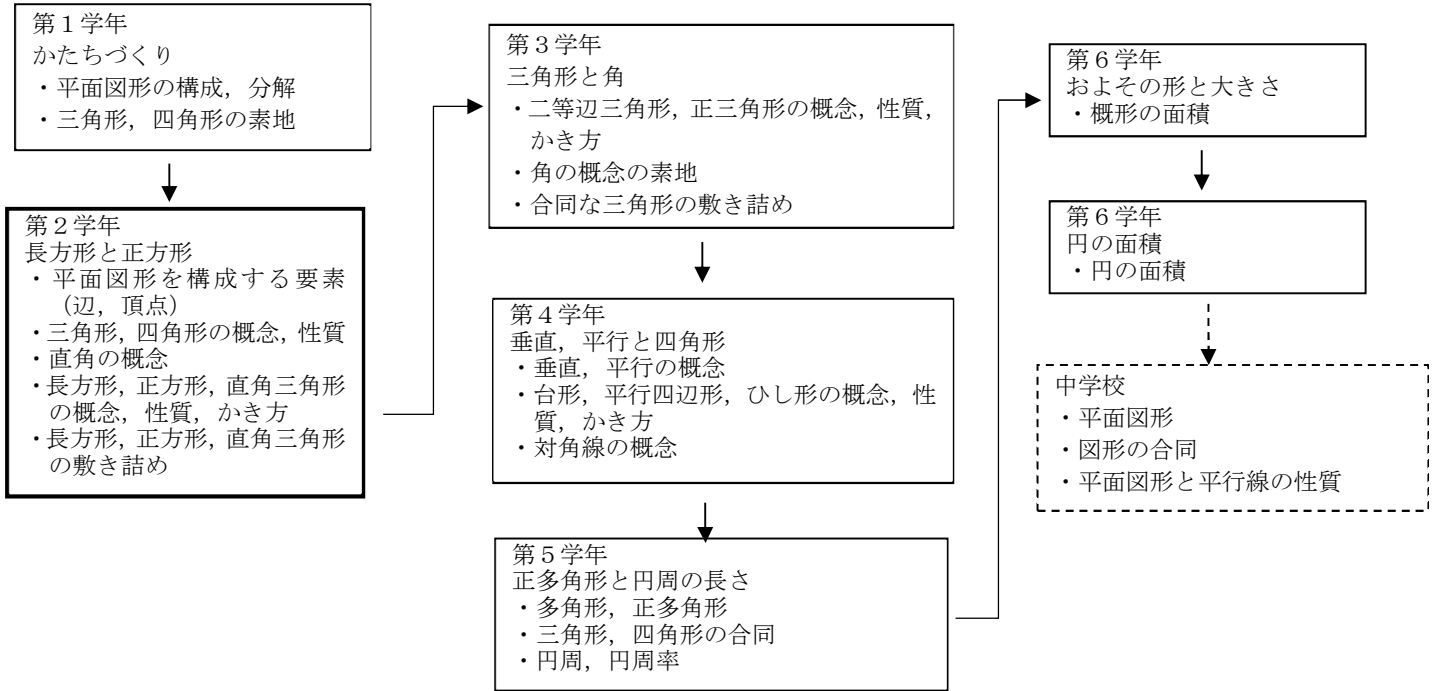 第１学年
かたちづくり
・平面図形の構成，分解
・三角形，四角形の素地
第２学年
長方形と正方形
・平面図形を構成する要素
（辺，頂点）
・三角形，四角形の概念，性質
・直角の概念
・長方形，正方形，直角三角形
の概念，性質，かき方
・長方形，正方形，直角三角形
の敷き詰め
第３学年
三角形と角
・二等辺三角形，正三角形の概念，性質，
かき方
・角の概念の素地
・合同な三角形の敷き詰め
第４学年
垂直，平行と四角形
・垂直，平行の概念
・台形，平行四辺形，ひし形の概念，性
質，かき方
・対角線の概念
第５学年
正多角形と円周の長さ
・多角形，正多角形
・三角形，四角形の合同
・円周，円周率
第６学年
およその形と大きさ
・概形の面積
第６学年
円の面積
・円の面積
中学校
・平面図形
・図形の合同
・平面図形と平行線の性質